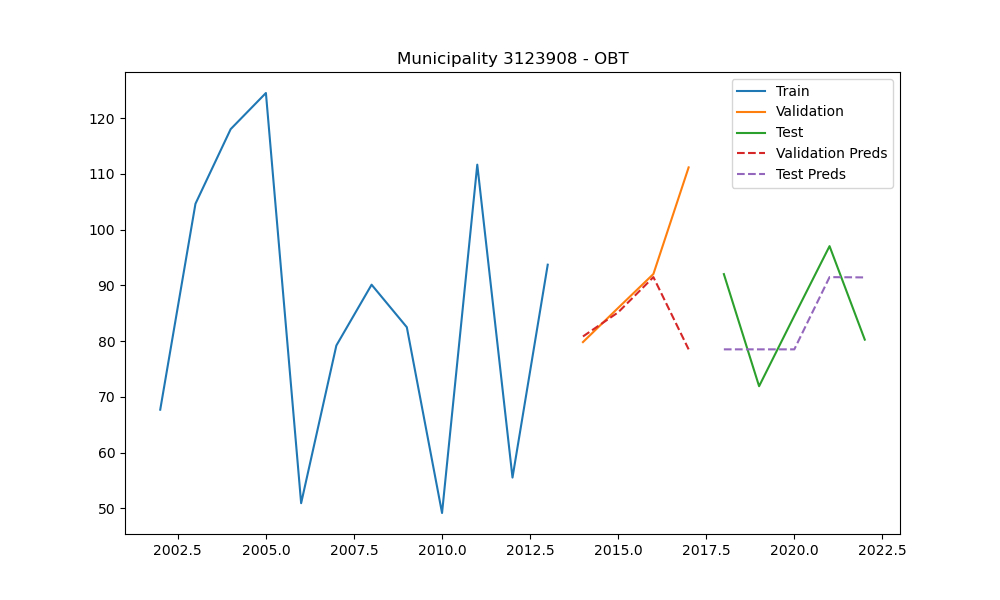 Municipality 3123908 - OBT
Train
Validation
Test
Validation Preds
Test Preds
120
110
100
90
80
70
60
50
2002.5 2005.0 2007.5 2010.0 2012.5 2015.0 2017.5 2020.0 2022.5